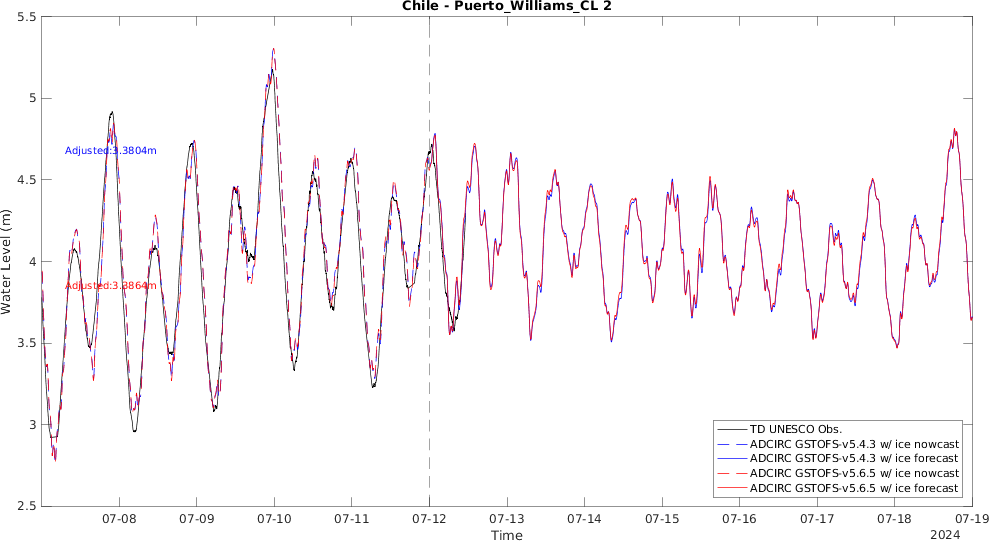 Chile - Puerto_Williams_CL 2
5.5
5
4.5
4
3.5
3
2.5
Water Level (m)
Adjusted:3.3804m
Adjusted:3.3864m
TD UNESCO Obs.
ADCIRC GSTOFS-v5.4.3 w/ ice nowcast
ADCIRC GSTOFS-v5.4.3 w/ ice forecast
ADCIRC GSTOFS-v5.6.5 w/ ice nowcast
ADCIRC GSTOFS-v5.6.5 w/ ice forecast
07-08 07-09 07-10 07-11 07-12 07-13 07-14 07-15 07-16 07-17 07-18 07-19
Time
2024